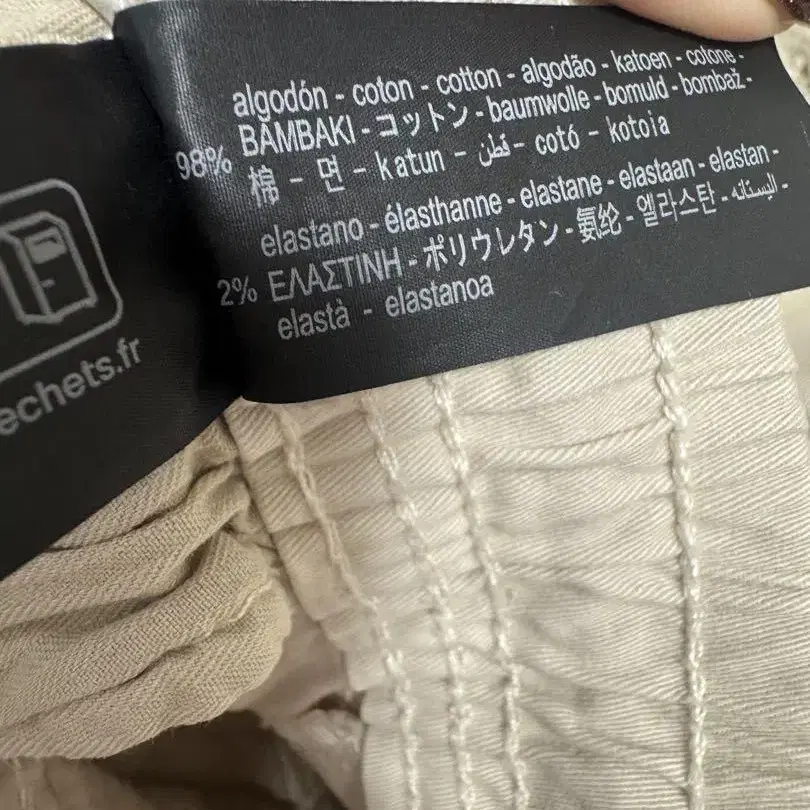 algodón - coton - cotton - algodão - katoen - cotone -
98% BAMBAKI - コットン - baumwolle - bomuld - bombaž -
棉 - 면 - katun - قطن - cotó - kotoia
elastano - élasthanne - elastane - elastaan - elastan -
2% ΕΛΑΣΤΙΝΗ - ポリウレタン - 氨纶 - 엘라스탄 - اليستانه -
elastà - elastanoa
echets.fr